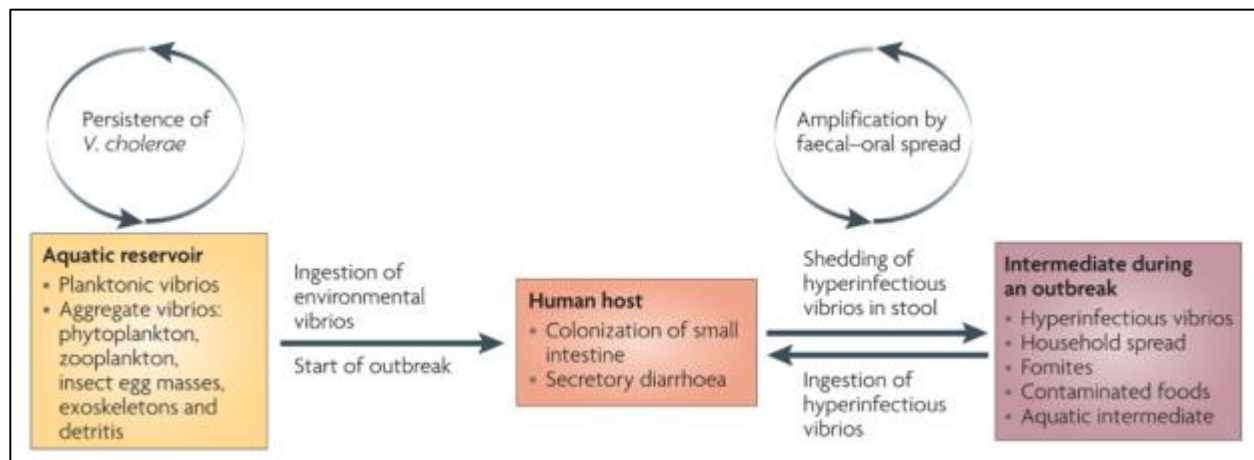 Persistence of
V. cholerae
Amplification by
faecal–oral spread
Aquatic reservoir
• Planktonic vibrios
• Aggregate vibrios:
phytoplankton,
zooplankton,
insect egg masses,
exoskeletons and
detritis
Ingestion of
environmental
vibrios
Start of outbreak
Human host
• Colonization of small
intestine
• Secretory diarrhoea
Shedding of
hyperinfectious
vibrios in stool
Ingestion of
hyperinfectious
vibrios
Intermediate during
an outbreak
• Hyperinfectious vibrios
• Household spread
• Fomites
• Contaminated foods
• Aquatic intermediate